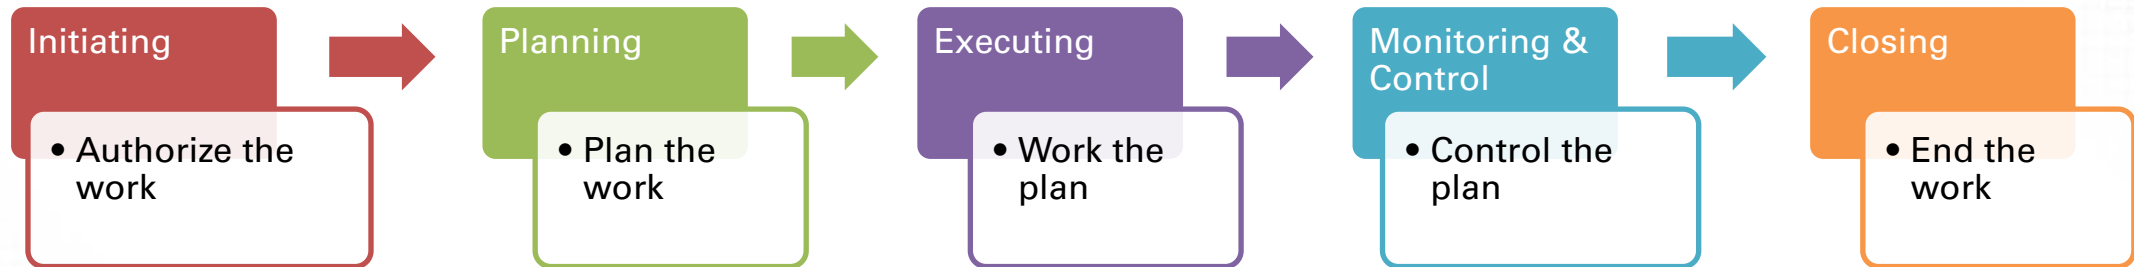 Initiating
• Authorize the
work
Planning
• Plan the
work
Executing
• Work the
plan
Monitoring &
Control
• Control the
plan
Closing
• End the
work